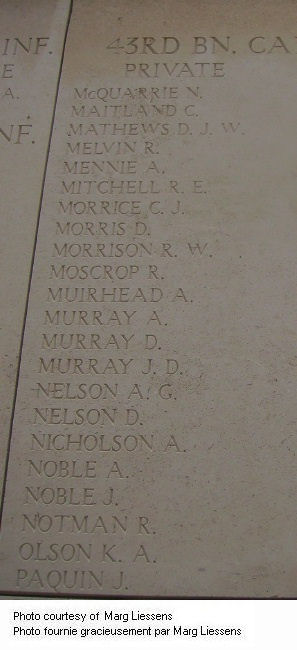 INF.
E
A.
NF.
43RD BN. CA
PRIVATE
McQUARRIE N.
MAITLAND C.
MATHEWS D. J. W.
MELVIN R.
MENNIE A.
MITCHELL R. E.
MORRICE C. J.
MORRIS D.
MORRISON R. W.
MOSCROP R.
MUIRHEAD A.
MURRAY A.
MURRAY D.
MURRAY J. D.
NELSON A. G.
NELSON D.
NICHOLSON A.
NOBLE A.
NOBLE J.
NOTMAN R.
OLSON K. A.
PAQUIN J.
Photo courtesy of Marg Liessens
Photo fournie gracieusement par Marg Liessens